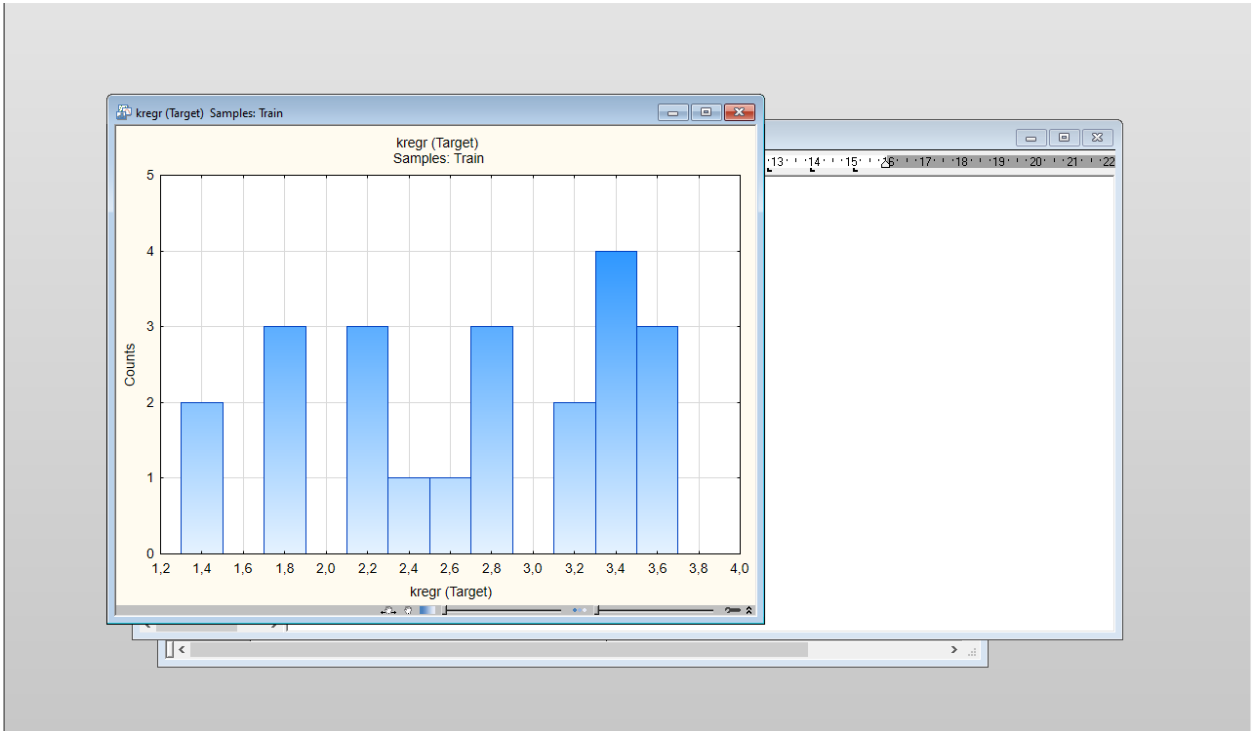 kregr (Target) Samples: Train
kregr (Target)
Samples: Train
5
4
3
2
1
0
Counts
1,2 1,4 1,6 1,8 2,0 2,2 2,4 2,6 2,8 3,0 3,2 3,4 3,6 3,8 4,0
kregr (Target)
13 14 15 16 17 18 19 20 21 22